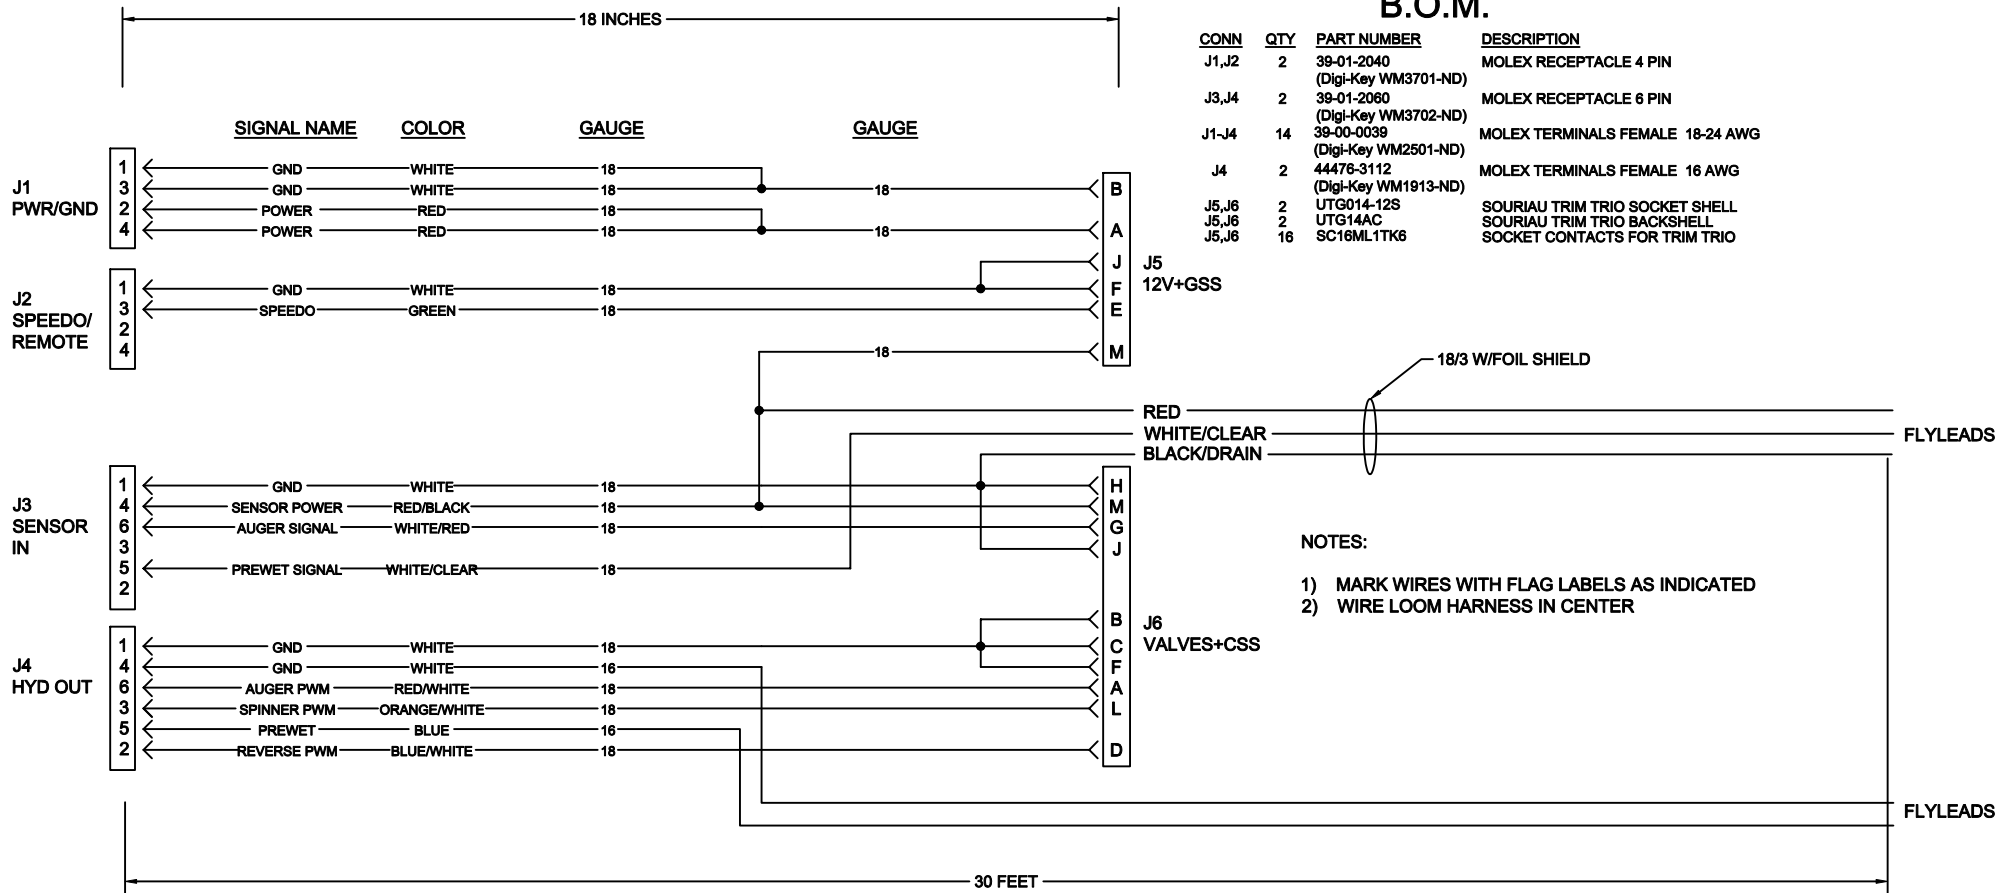 18 INCHES
B.O.M.
CONN QTY PART NUMBER DESCRIPTION
J1,J2 2 39-01-2040 MOLEX RECEPTACLE 4 PIN
(Digi-Key WM3701-ND)
J3,J4 2 39-01-2060 MOLEX RECEPTACLE 6 PIN
(Digi-Key WM3702-ND)
J1-J4 14 39-00-0039 MOLEX TERMINALS FEMALE 18-24 AWG
(Digi-Key WM2501-ND)
J4 2 44476-3112 MOLEX TERMINALS FEMALE 16 AWG
(Digi-Key WM1913-ND)
J5,J6 2 UTG014-12S SOURIAU TRIM TRIO SOCKET SHELL
J5,J6 2 UTG14AC SOURIAU TRIM TRIO BACKSHELL
J5,J6 16 SC16ML1TK6 SOCKET CONTACTS FOR TRIM TRIO
SIGNAL NAME COLOR GAUGE GAUGE
J1
PWR/GND
1 GND WHITE 18
3 GND WHITE 18 18 B
2 POWER RED 18
4 POWER RED 18 18 A
J
J5
12V+GSS
J2
SPEEDO/
REMOTE
1 GND WHITE 18 F
3 SPEEDO GREEN 18 E
2
4 18 M
18/3 W/FOIL SHIELD
RED
WHITE/CLEAR
BLACK/DRAIN
FLYLEADS
J3
SENSOR
IN
1 GND WHITE 18 H
4 SENSOR POWER RED/BLACK 18 M
6 AUGER SIGNAL WHITE/RED 18 G
3 J
5 PREWET SIGNAL WHITE/CLEAR 18
2
NOTES:
1) MARK WIRES WITH FLAG LABELS AS INDICATED
2) WIRE LOOM HARNESS IN CENTER
B
J6
VALVES+CSS
J4
HYD OUT
1 GND WHITE 18 C
4 GND WHITE 16 F
6 AUGER PWM RED/WHITE 18 A
3 SPINNER PWM ORANGE/WHITE 18 L
5 PREWET BLUE 16
2 REVERSE PWM BLUE/WHITE 18 D
FLYLEADS
30 FEET